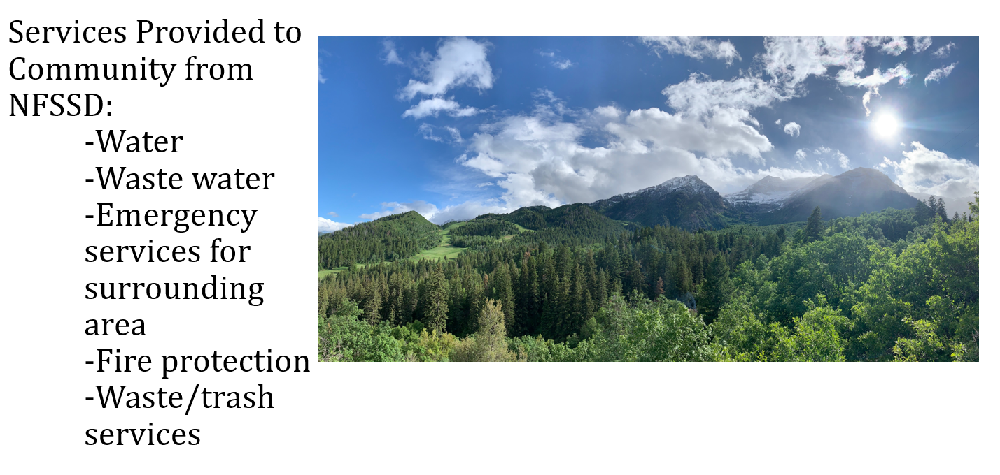 Services Provided to
Community from
NFSSD:
-Water
-Waste water
-Emergency
services for
surrounding
area
-Fire protection
-Waste/trash
services